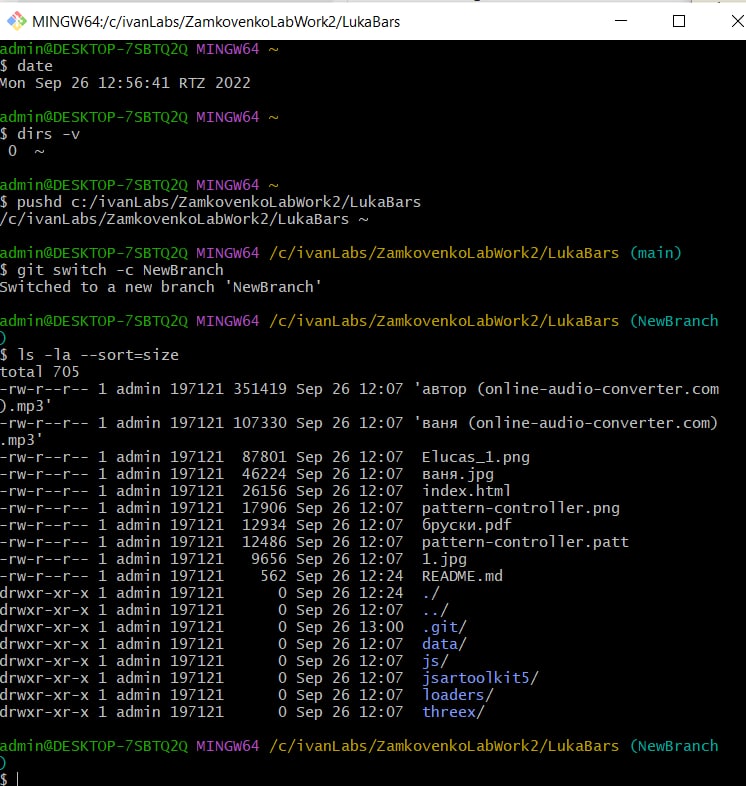 MINGW64:/c/ivanLabs/ZamkovenkoLabWork2/LukaBars
admin@DESKTOP-7SBTQ2Q MINGW64 ~
$ date
Mon Sep 26 12:56:41 RTZ 2022
admin@DESKTOP-7SBTQ2Q MINGW64 ~
$ dirs -v
 0  ~
admin@DESKTOP-7SBTQ2Q MINGW64 ~
$ pushd c:/ivanLabs/ZamkovenkoLabWork2/LukaBars
/c/ivanLabs/ZamkovenkoLabWork2/LukaBars ~
admin@DESKTOP-7SBTQ2Q MINGW64 /c/ivanLabs/ZamkovenkoLabWork2/LukaBars (main)
$ git switch -c NewBranch
Switched to a new branch 'NewBranch'
admin@DESKTOP-7SBTQ2Q MINGW64 /c/ivanLabs/ZamkovenkoLabWork2/LukaBars (NewBranch
)
$ ls -la --sort=size
total 705
-rw-r--r-- 1 admin 197121 351419 Sep 26 12:07 'автор (online-audio-converter.com
).mp3'
-rw-r--r-- 1 admin 197121 107330 Sep 26 12:07 'ваня (online-audio-converter.com)
.mp3'
-rw-r--r-- 1 admin 197121  87801 Sep 26 12:07  Elucas_1.png
-rw-r--r-- 1 admin 197121  46224 Sep 26 12:07  ваня.jpg
-rw-r--r-- 1 admin 197121  26156 Sep 26 12:07  index.html
-rw-r--r-- 1 admin 197121  17906 Sep 26 12:07  pattern-controller.png
-rw-r--r-- 1 admin 197121  12934 Sep 26 12:07  бруски.pdf
-rw-r--r-- 1 admin 197121  12486 Sep 26 12:07  pattern-controller.patt
-rw-r--r-- 1 admin 197121   9656 Sep 26 12:07  1.jpg
-rw-r--r-- 1 admin 197121    562 Sep 26 12:24  README.md
drwxr-xr-x 1 admin 197121      0 Sep 26 12:24  ./
drwxr-xr-x 1 admin 197121      0 Sep 26 12:07  ../
drwxr-xr-x 1 admin 197121      0 Sep 26 13:00  .git/
drwxr-xr-x 1 admin 197121      0 Sep 26 12:07  data/
drwxr-xr-x 1 admin 197121      0 Sep 26 12:07  js/
drwxr-xr-x 1 admin 197121      0 Sep 26 12:07  jsartoolkit5/
drwxr-xr-x 1 admin 197121      0 Sep 26 12:07  loaders/
drwxr-xr-x 1 admin 197121      0 Sep 26 12:07  threex/
admin@DESKTOP-7SBTQ2Q MINGW64 /c/ivanLabs/ZamkovenkoLabWork2/LukaBars (NewBranch
)
$